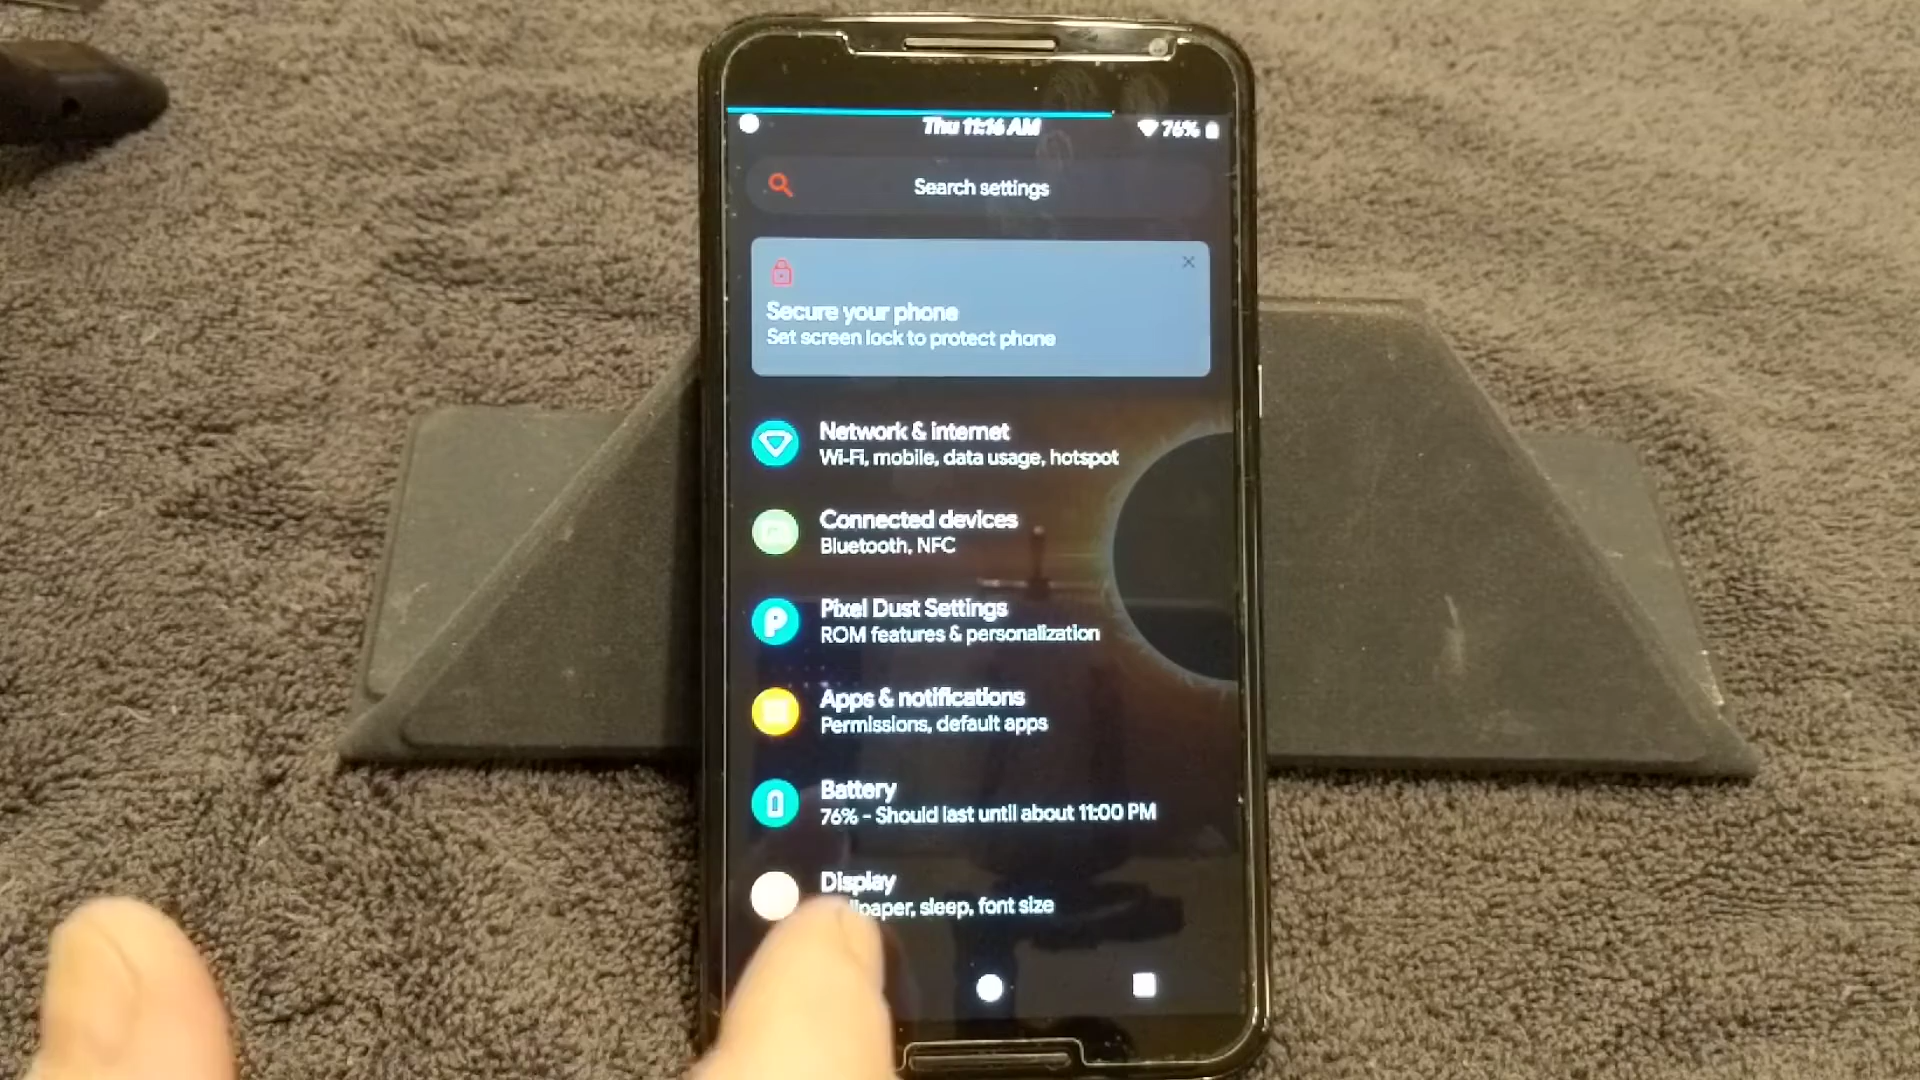 Thu 11:16 AM
76%
Search settings
Secure your phone
Set screen lock to protect phone
Network & internet
Wi-Fi, mobile, data usage, hotspot
Connected devices
Bluetooth, NFC
Pixel Dust Settings
ROM features & personalization
Apps & notifications
Permissions, default apps
Battery
76% - Should last until about 11:00 PM
Display
sleep, font size